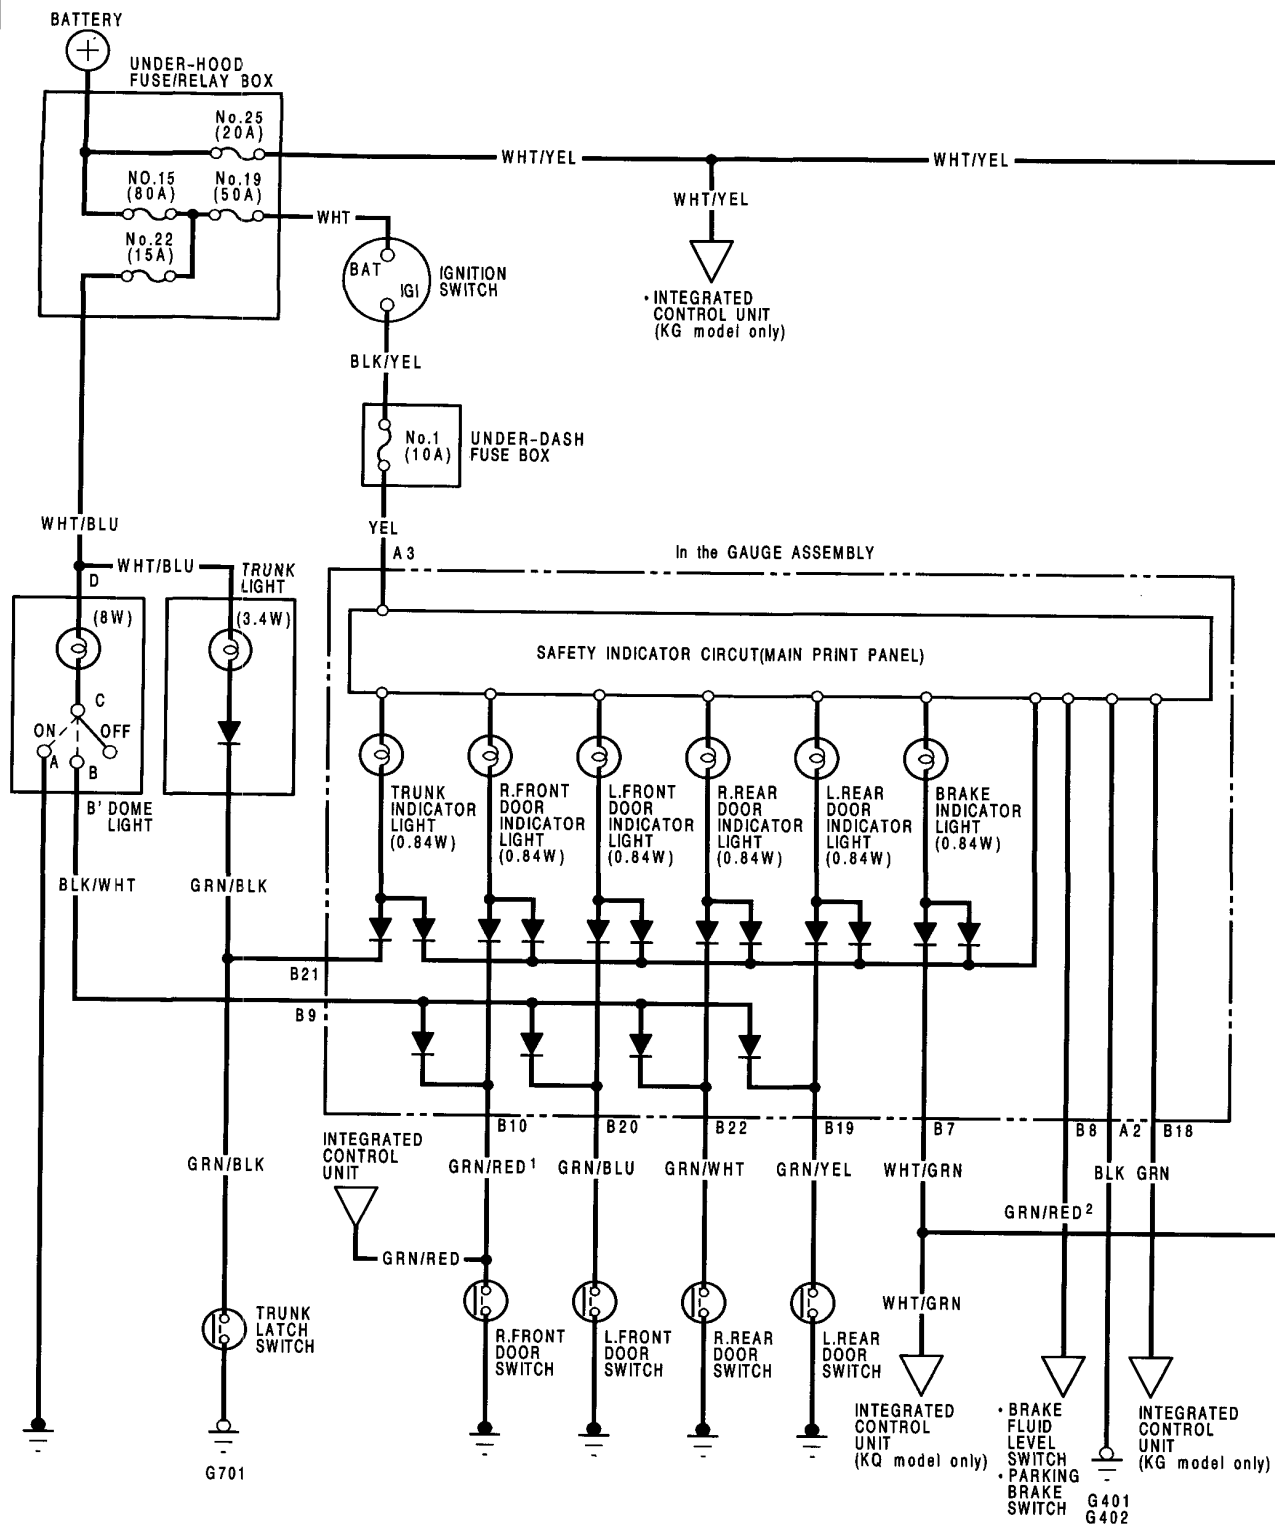 BATTERY
+
UNDER-HOOD
FUSE/RELAY BOX
No.25
(20A)
WHT/YEL
WHT/YEL
NO.15
(80A)
No.19
(50A)
WHT
WHT/YEL
No.22
(15A)
BAT
IGI
IGNITION
SWITCH
• INTEGRATED
CONTROL UNIT
(KG model only)
BLK/YEL
No.1
(10A)
UNDER-DASH
FUSE BOX
WHT/BLU
YEL
A3
In the GAUGE ASSEMBLY
WHT/BLU
TRUNK
LIGHT
D
(8W)
(3.4W)
SAFETY INDICATOR CIRCUT(MAIN PRINT PANEL)
C
ON
OFF
A
B
B' DOME
LIGHT
TRUNK
INDICATOR
LIGHT
(0.84W)
R.FRONT
DOOR
INDICATOR
LIGHT
(0.84W)
L.FRONT
DOOR
INDICATOR
LIGHT
(0.84W)
R.REAR
DOOR
INDICATOR
LIGHT
(0.84W)
L.REAR
DOOR
INDICATOR
LIGHT
(0.84W)
BRAKE
INDICATOR
LIGHT
(0.84W)
BLK/WHT
GRN/BLK
B21
B9
B10
B20
B22
B19
B7
B8
A2
B18
INTEGRATED
CONTROL
UNIT
GRN/BLK
GRN/RED1
GRN/BLU
GRN/WHT
GRN/YEL
WHT/GRN
BLK
GRN
GRN/RED2
GRN/RED
WHT/GRN
TRUNK
LATCH
SWITCH
R.FRONT
DOOR
SWITCH
L.FRONT
DOOR
SWITCH
R.REAR
DOOR
SWITCH
L.REAR
DOOR
SWITCH
INTEGRATED
CONTROL
UNIT
(KQ model only)
• BRAKE
FLUID
LEVEL
SWITCH
• PARKING
BRAKE
SWITCH
INTEGRATED
CONTROL
UNIT
(KG model only)
G701
G401
G402